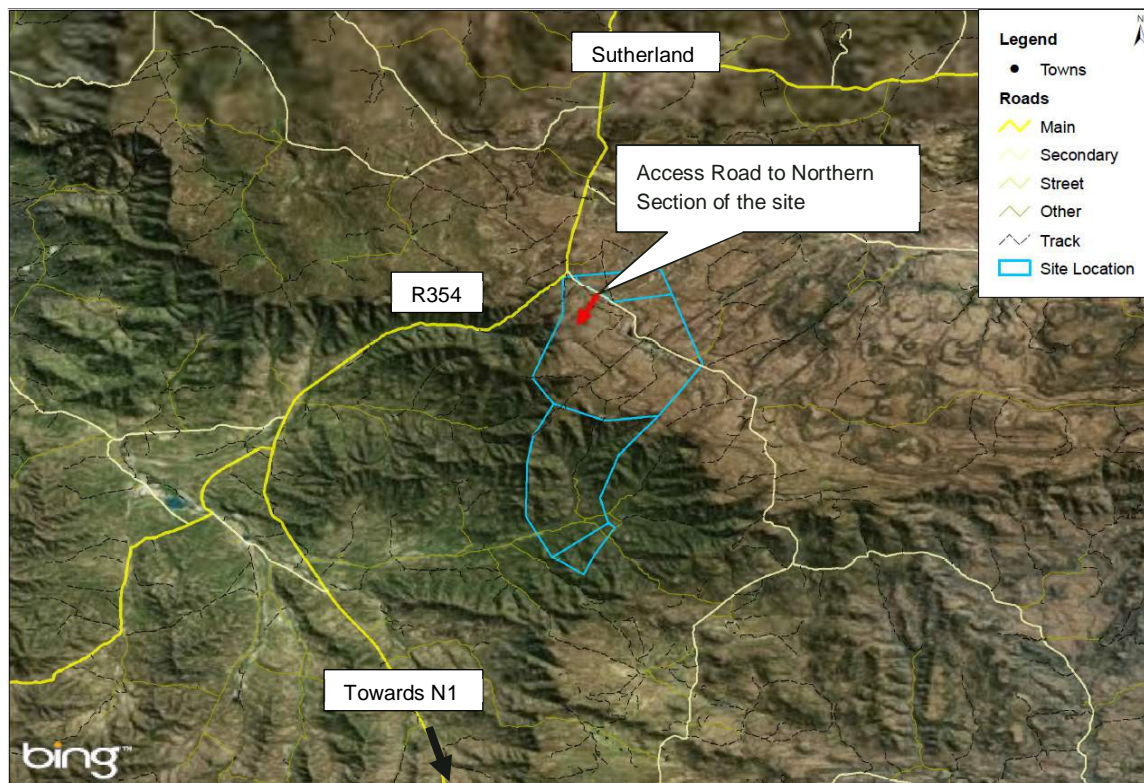 Sutherland
Access Road to Northern
Section of the site
R354
Towards N1
Legend
Towns
Roads
Main
Secondary
Street
Other
Track
Site Location
N
bing™